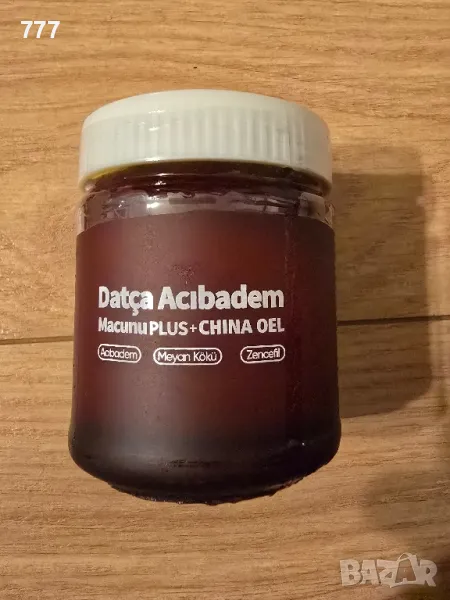 777
Datça Acıbadem
Macunu PLUS+CHINA OEL
Acıbadem Meyan Kökü Zencefil
BAZAR